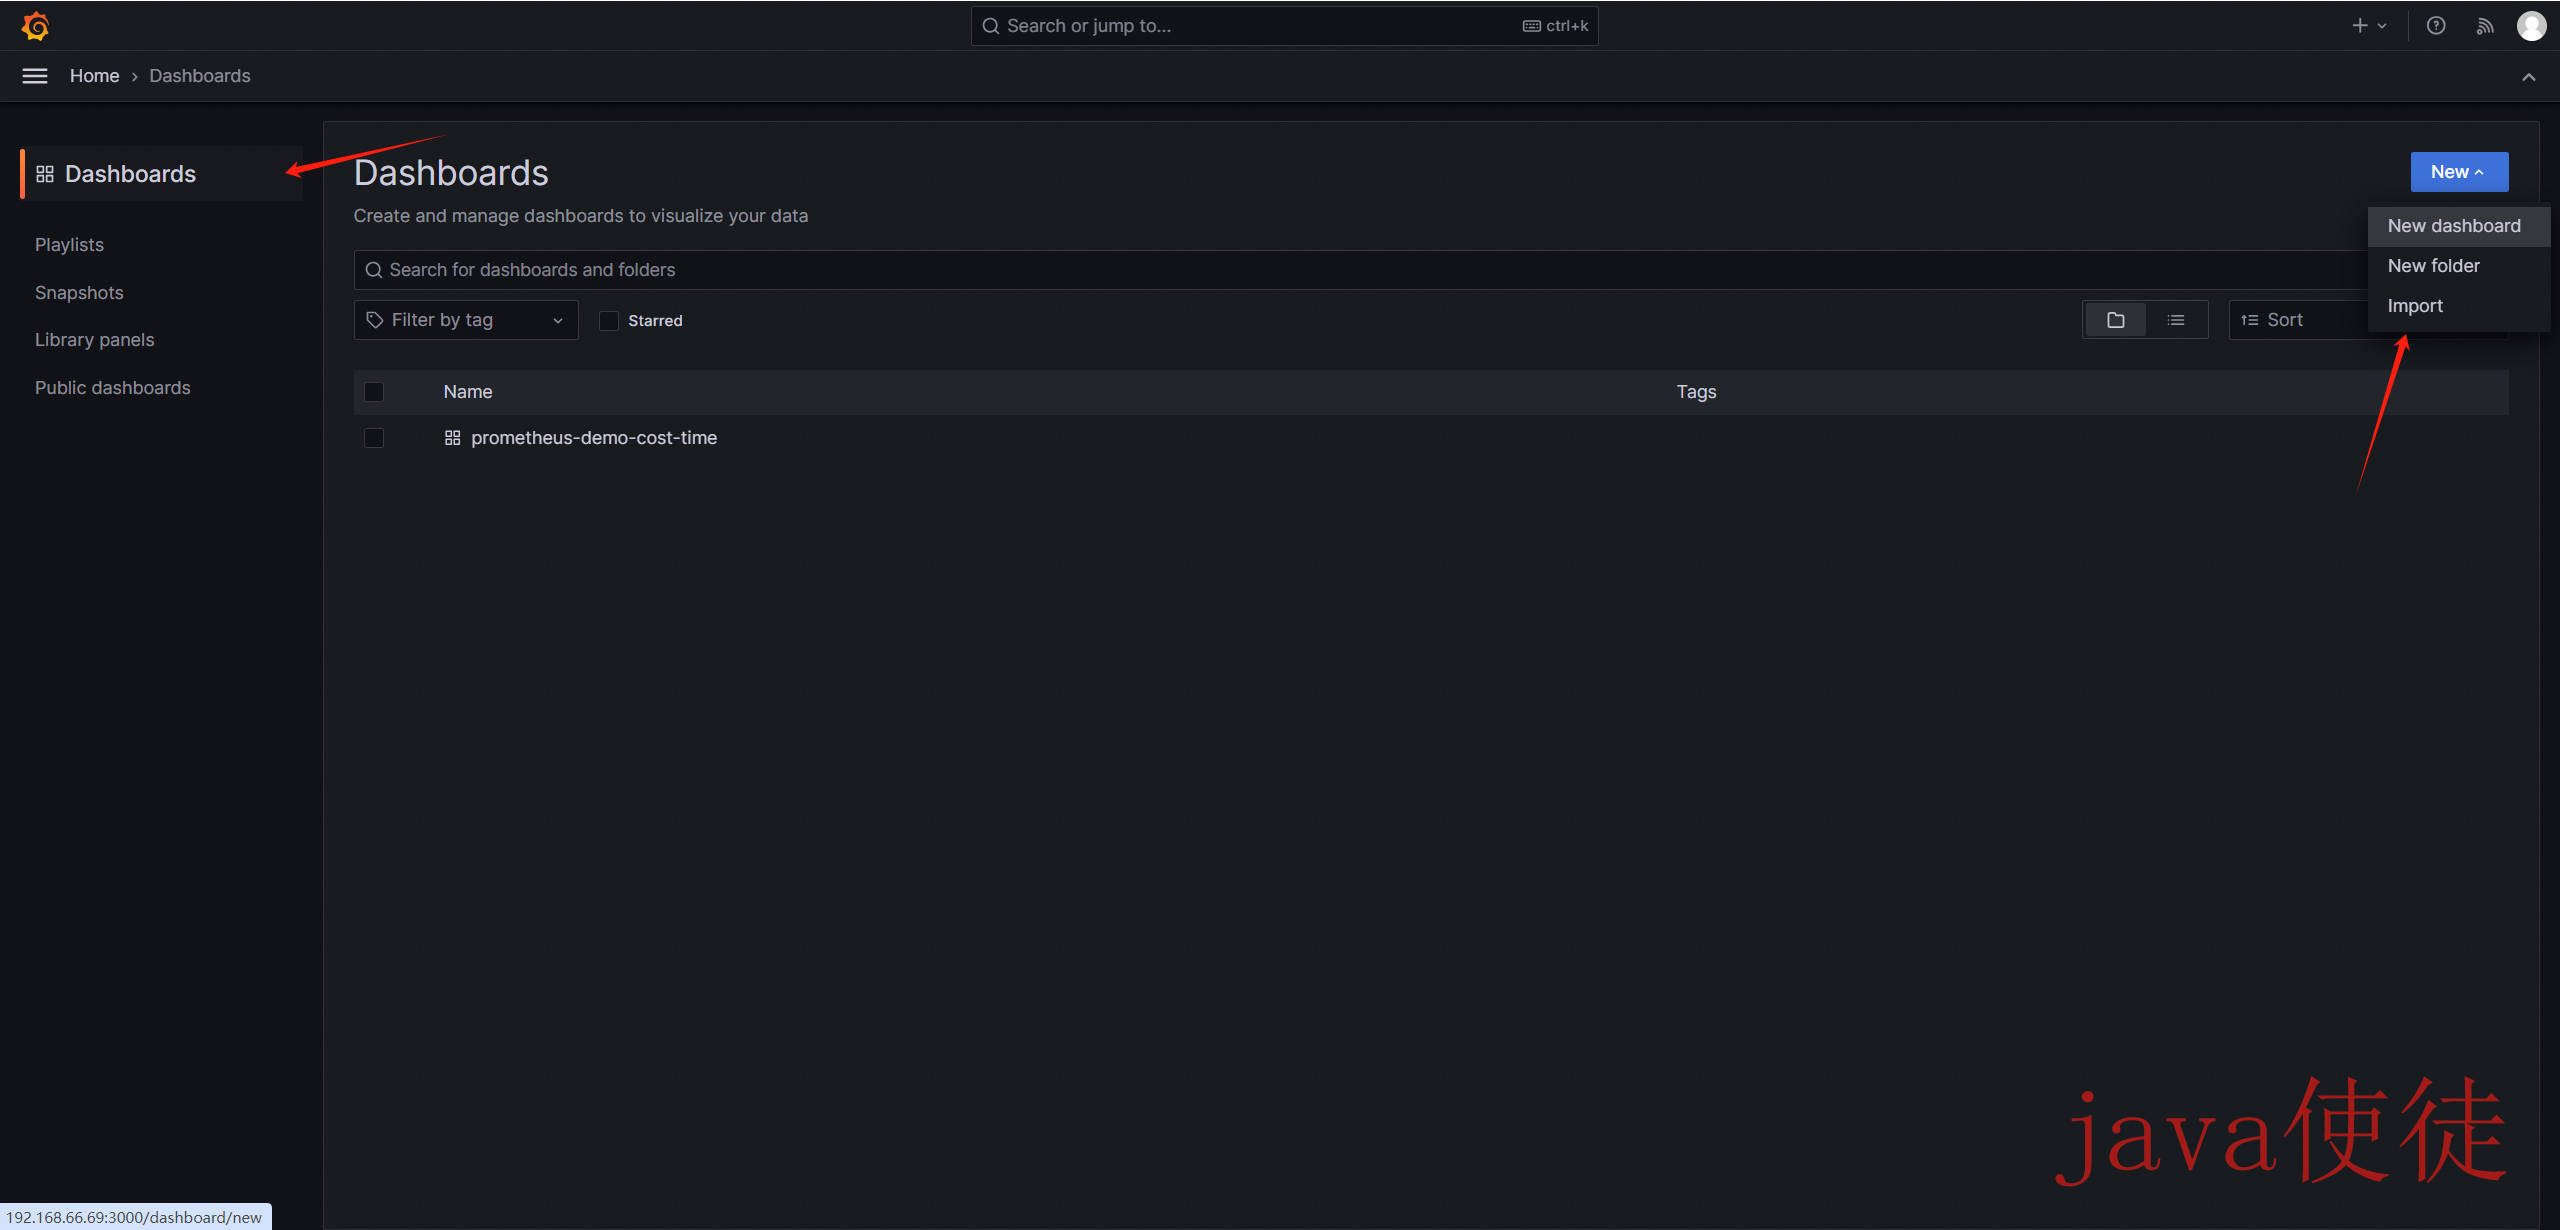 Search or jump to...
ctrl+k
Home
Dashboards
Dashboards
Playlists
Snapshots
Library panels
Public dashboards
Dashboards
Create and manage dashboards to visualize your data
New
New dashboard
New folder
Import
Search for dashboards and folders
Filter by tag
Starred
Sort
Name
Tags
prometheus-demo-cost-time
java使徒
192.168.66.69:3000/dashboard/new